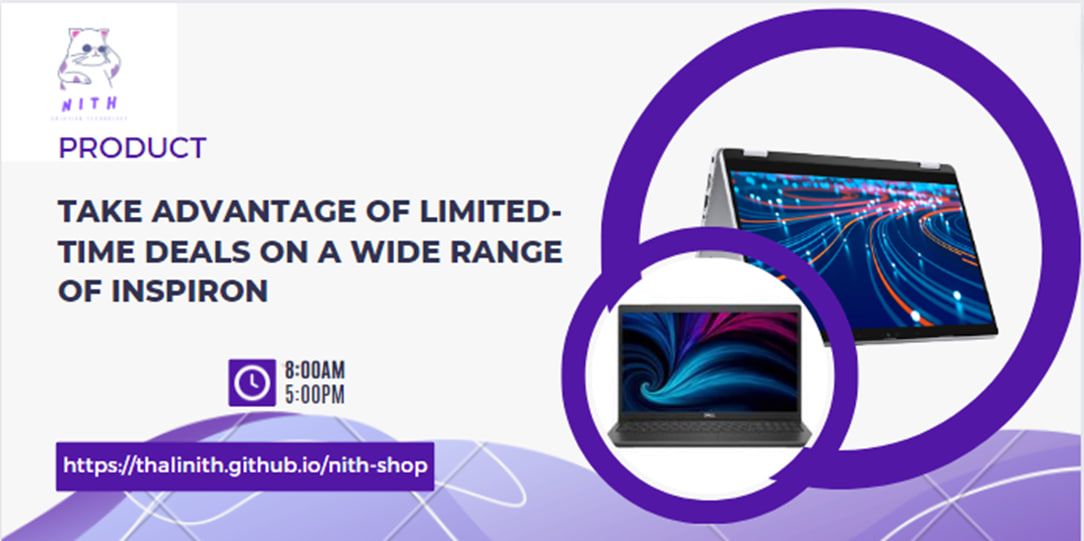 NITH
PRODUCT
TAKE ADVANTAGE OF LIMITED-
TIME DEALS ON A WIDE RANGE
OF INSPIRON
8:00AM
5:00PM
https://thalinith.github.io/nith-shop
DELL